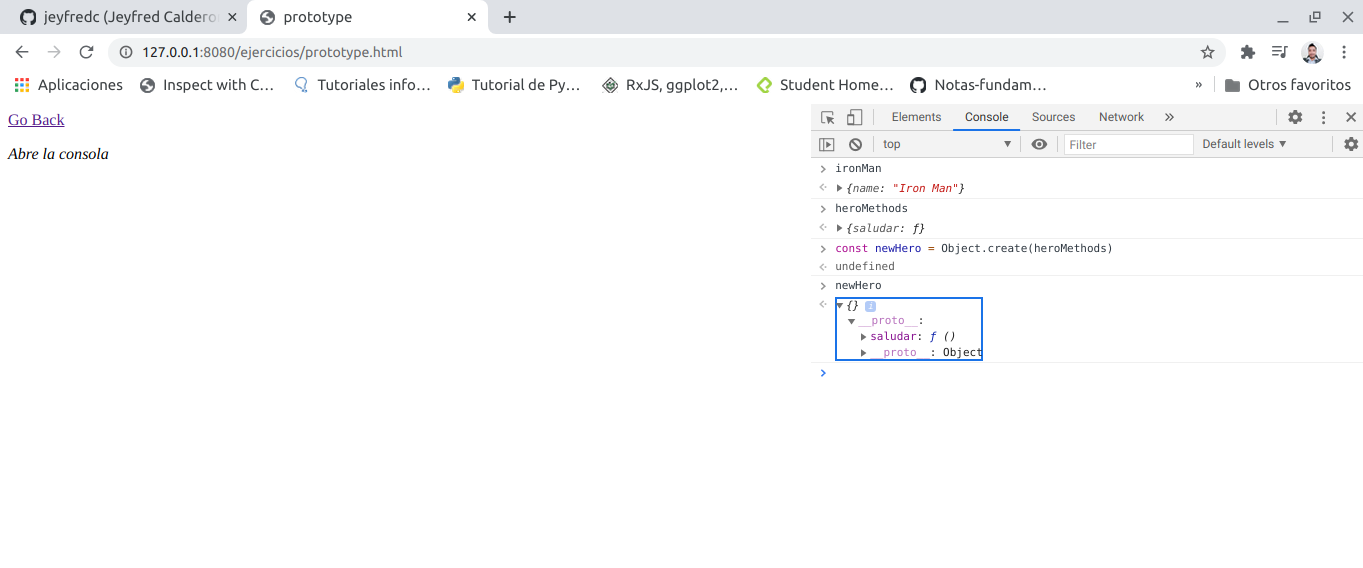 jeyfredc (Jeyfred Caldero
prototype
127.0.0.1:8080/ejercicios/prototype.html
Aplicaciones Inspect with C… Tutoriales info… Tutorial de Py… RxJS, ggplot2,… Student Home… Notas-fundam… » Otros favoritos
Go Back
Abre la consola
Elements Console Sources Network »
top Filter Default levels
ironMan
{name: "Iron Man"}
heroMethods
{saludar: ƒ}
const newHero = Object.create(heroMethods)
undefined
newHero
{} i
__proto__:
saludar: ƒ ()
__proto__: Object